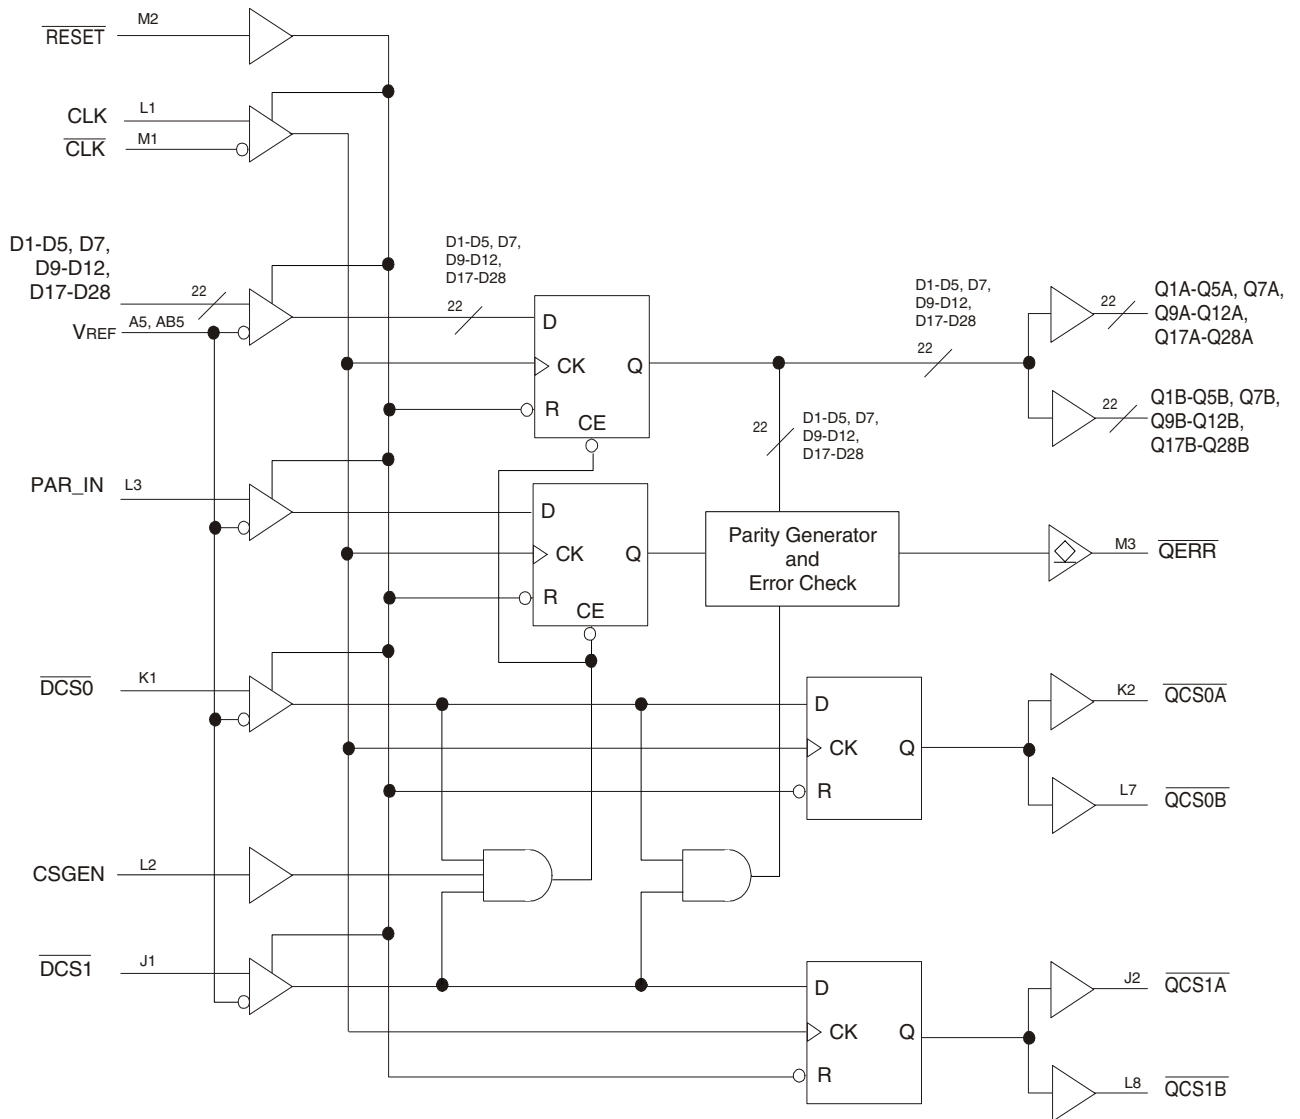 RESET
M2
CLK
L1
CLK
M1
D1-D5, D7,
D9-D12,
D17-D28
22
VREF
A5, AB5
D1-D5, D7,
D9-D12,
D17-D28
22
D
CK
Q
R
CE
D1-D5, D7,
D9-D12,
D17-D28
22
22
Q1A-Q5A, Q7A,
Q9A-Q12A,
Q17A-Q28A
22
Q1B-Q5B, Q7B,
Q9B-Q12B,
Q17B-Q28B
22
D1-D5, D7,
D9-D12,
D17-D28
PAR_IN
L3
D
CK
Q
R
CE
Parity Generator
and
Error Check
M3
QERR
DCS0
K1
D
CK
Q
R
K2
QCS0A
L7
QCS0B
CSGEN
L2
DCS1
J1
D
CK
Q
R
J2
QCS1A
L8
QCS1B